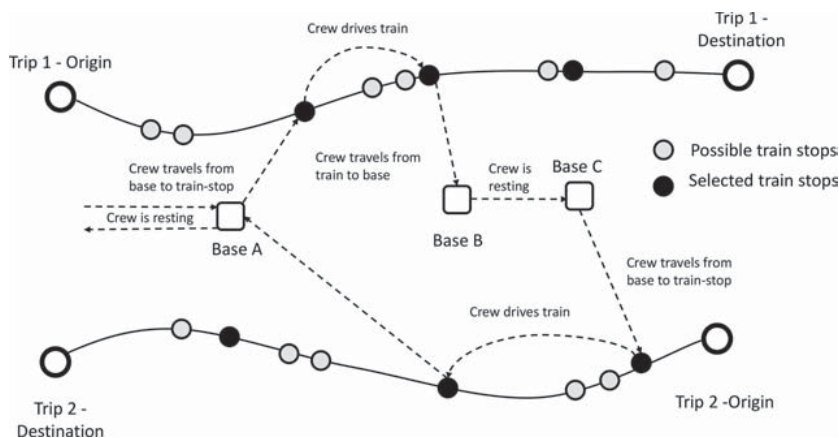 Crew drives train
Trip 1 -
Destination
Trip 1 - Origin
Possible train stops
Selected train stops
Crew travels from
base to train-stop
Crew travels from
train to base
Crew is
resting
Base C
Crew is resting
Base A
Base B
Crew travels from
base to train-stop
Crew drives train
Trip 2 -
Destination
Trip 2 -Origin